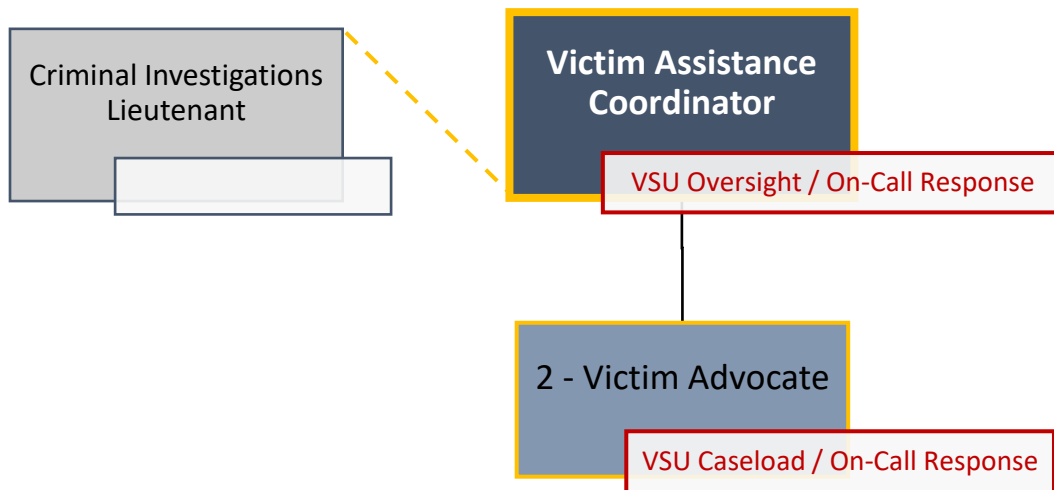 Criminal Investigations
Lieutenant
Victim Assistance
Coordinator
VSU Oversight / On-Call Response
2 - Victim Advocate
VSU Caseload / On-Call Response